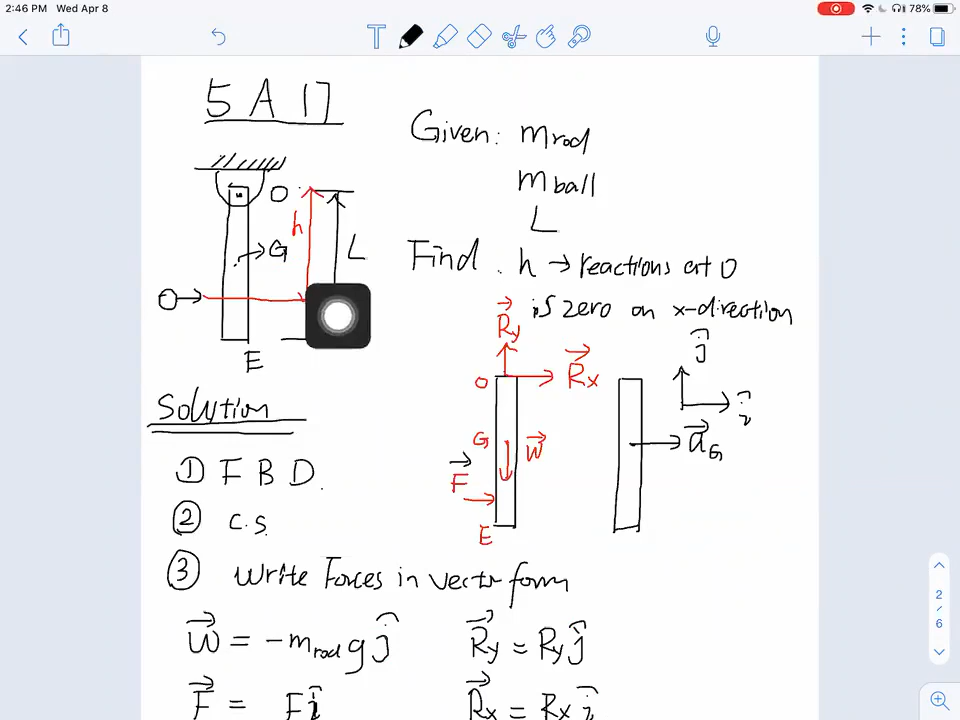 2:46 PM Wed Apr 8
78%
T
5 A 17
Given: mrod
mball
L
Find . h → reactions at O
is zero on x-direction
O
h
L
G
E
Solution
① F B D.
② C.S.
③ Write Forces in vector form
Ry
O
Rx
G
W
F
E
ĵ
î
aG
W = -mrod g ĵ
Ry = Ry ĵ
F = F î
Rx = Rx î
2
/
6